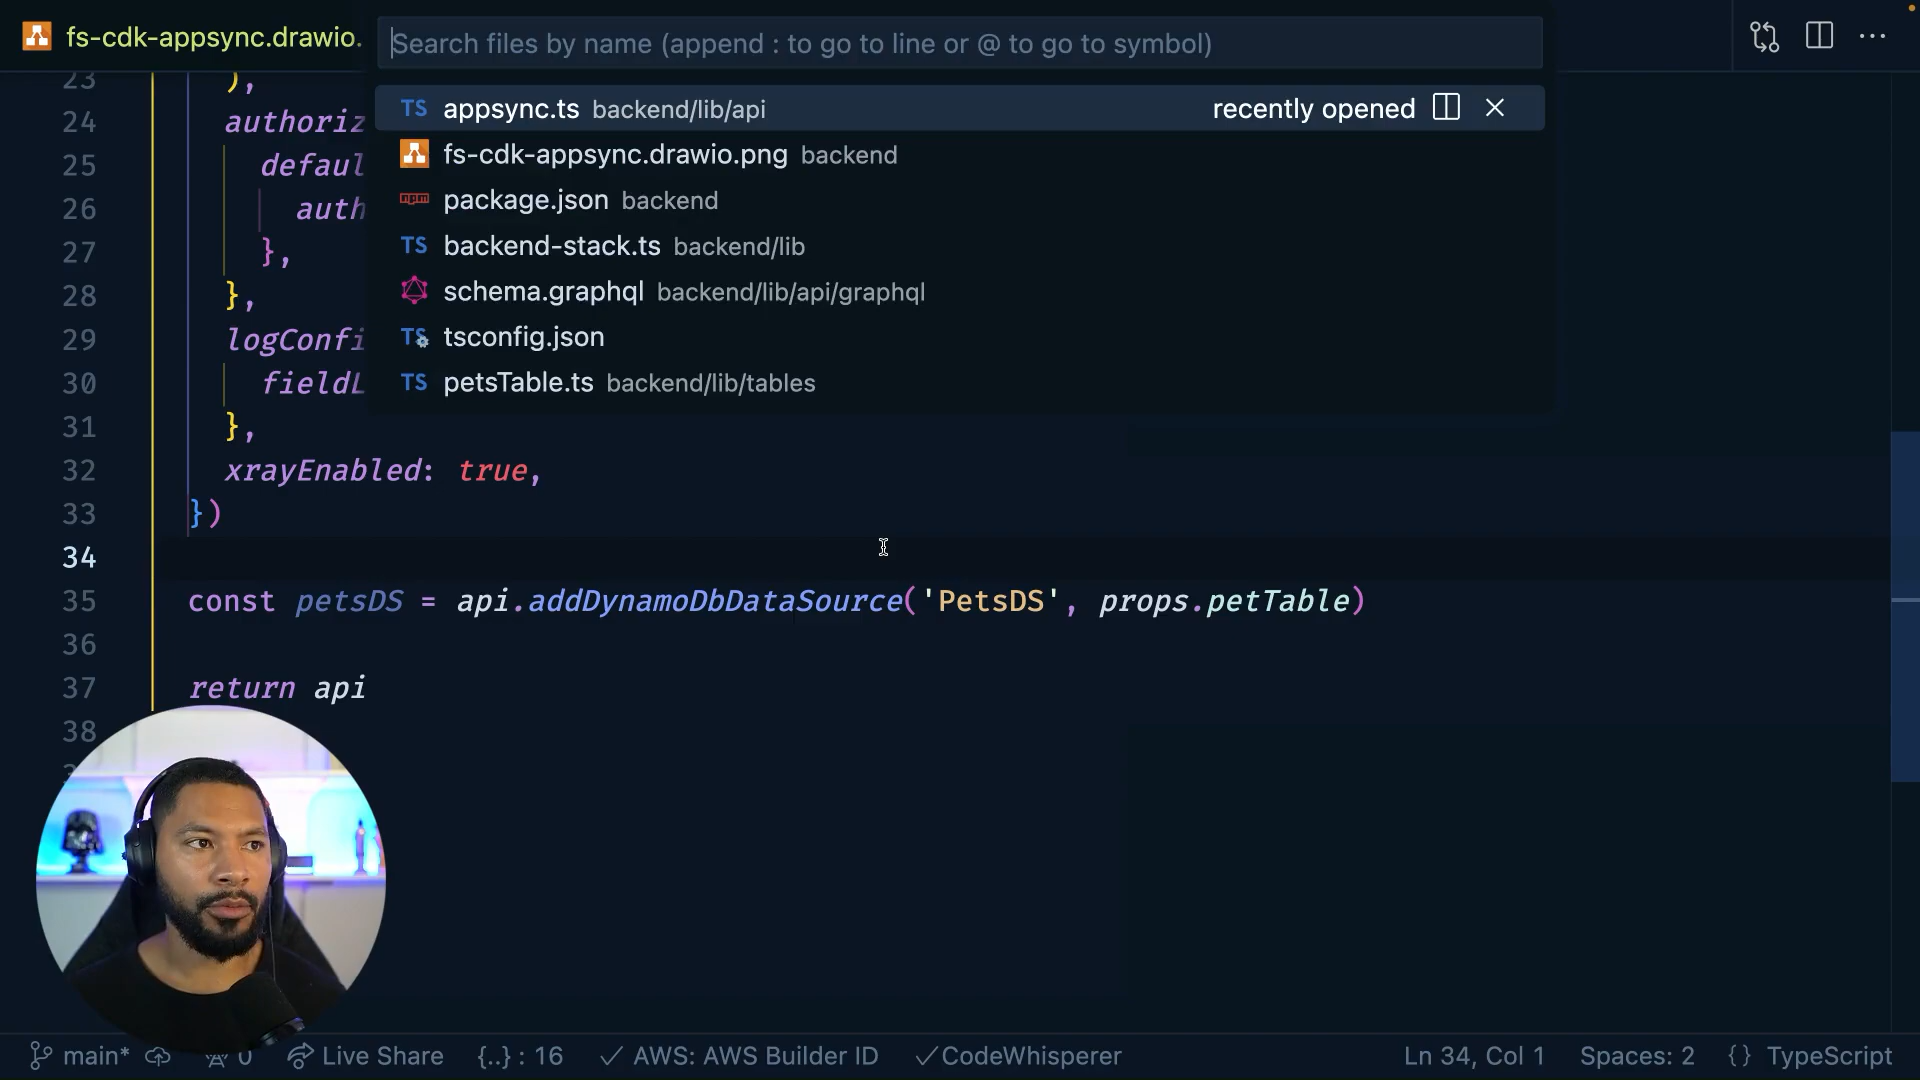 fs-cdk-appsync.drawio.
Search files by name (append : to go to line or @ to go to symbol)
TS appsync.ts backend/lib/api recently opened
fs-cdk-appsync.drawio.png backend
package.json backend
TS backend-stack.ts backend/lib
schema.graphql backend/lib/api/graphql
TS tsconfig.json
TS petsTable.ts backend/lib/tables
23 ),
24 authoriz
25 defaul
26 auth
27 },
28 },
29 logConfi
30 fieldL
31 },
32 xrayEnabled: true,
33 })
34
35 const petsDS = api.addDynamoDbDataSource('PetsDS', props.petTable)
36
37 return api
38
main* 0 Live Share {..} : 16 AWS: AWS Builder ID CodeWhisperer Ln 34, Col 1 Spaces: 2 {} TypeScript